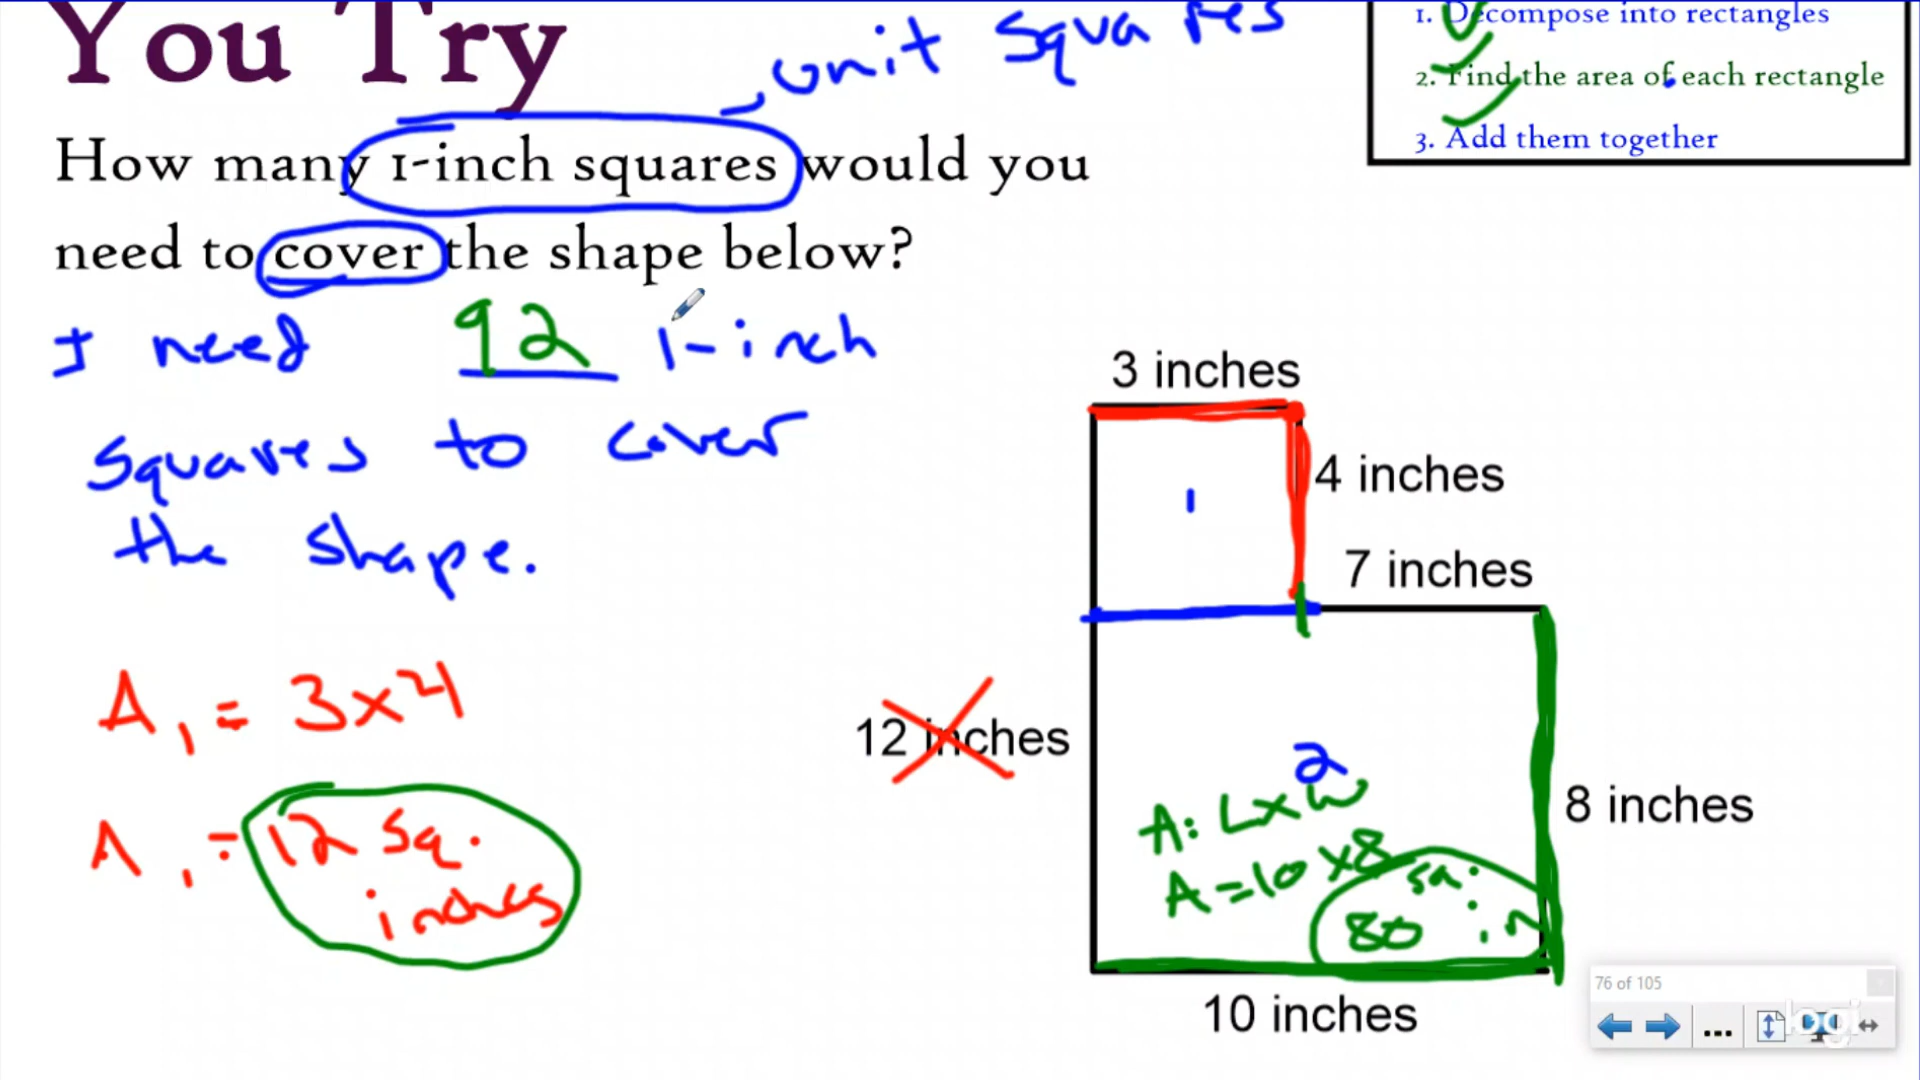 You Try
unit squares
1. Decompose into rectangles
2. Find the area of each rectangle
3. Add them together
How many 1-inch squares would you
need to cover the shape below?
I need 92 1-inch
squares to cover
the shape.
3 inches
4 inches
1
7 inches
A1 = 3x4
12 inches
2
8 inches
A: LxW
A=10x8
A1 = 12 sq.
inches
sq.
80 in
10 inches
76 of 105
...
logi